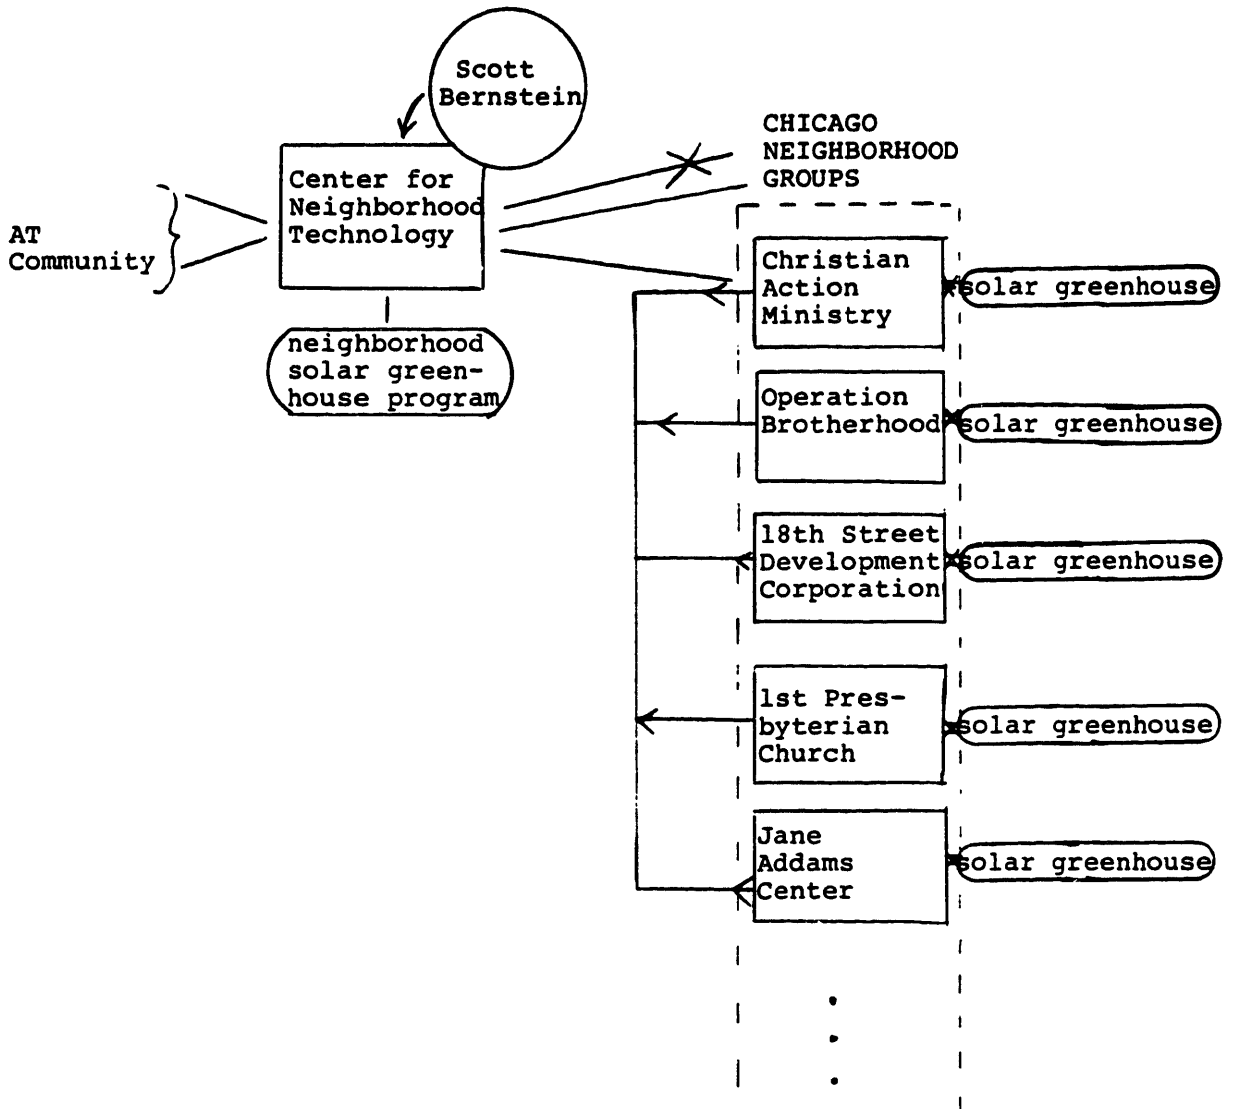 Scott
Bernstein
CHICAGO
NEIGHBORHOOD
GROUPS
Center for
Neighborhood
Technology
AT
Community
neighborhood
solar green-
house program
Christian
Action
Ministry
solar greenhouse
Operation
Brotherhood
solar greenhouse
18th Street
Development
Corporation
solar greenhouse
1st Pres-
byterian
Church
solar greenhouse
Jane
Addams
Center
solar greenhouse